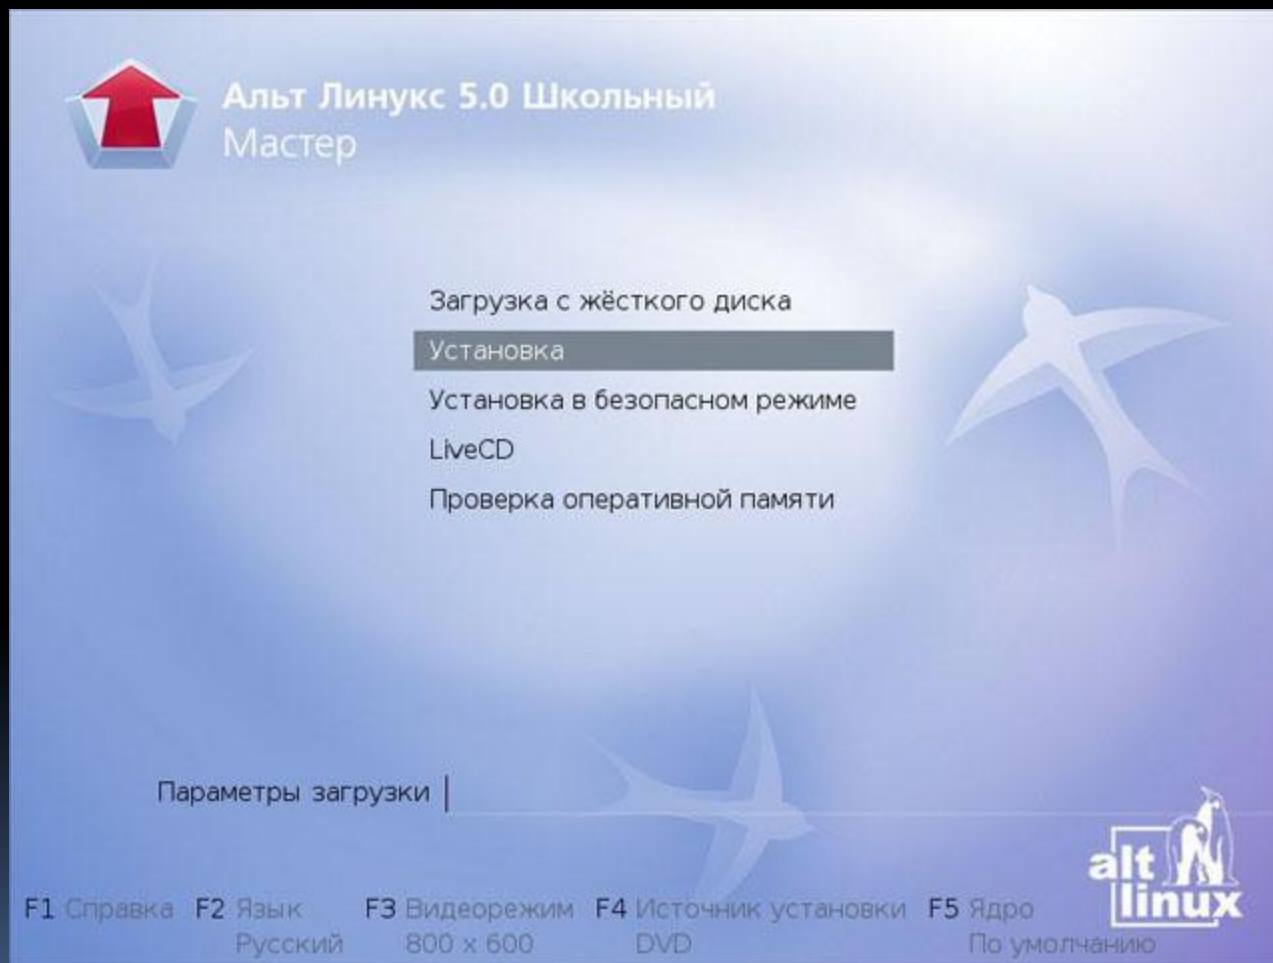 Альт Линукс 5.0 Школьный
Мастер
Загрузка с жёсткого диска
Установка
Установка в безопасном режиме
LiveCD
Проверка оперативной памяти
Параметры загрузки
alt
linux
F1 Справка F2 Язык F3 Видеорежим F4 Источник установки F5 Ядро
Русский 800 x 600 DVD По умолчанию